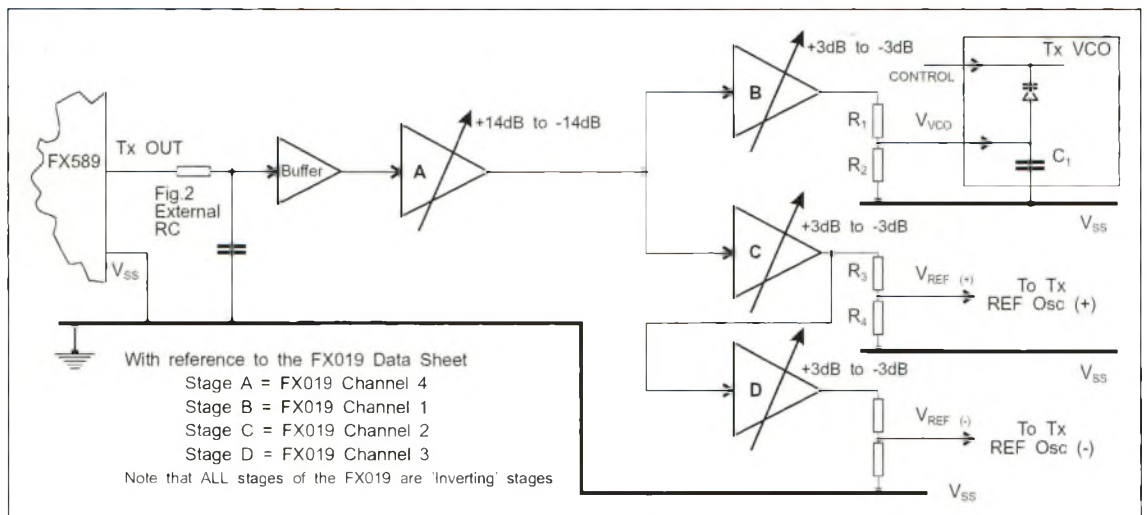 FX589
Tx OUT
Fig.2
External
RC
VSS
Buffer
A
+14dB to -14dB
B
+3dB to -3dB
R1
R2
CONTROL
VVCO
Tx VCO
C1
VSS
C
+3dB to -3dB
R3
R4
VREF (+)
To Tx
REF Osc (+)
VSS
D
+3dB to -3dB
VREF (-)
To Tx
REF Osc (-)
VSS
With reference to the FX019 Data Sheet
Stage A = FX019 Channel 4
Stage B = FX019 Channel 1
Stage C = FX019 Channel 2
Stage D = FX019 Channel 3
Note that ALL stages of the FX019 are 'Inverting' stages